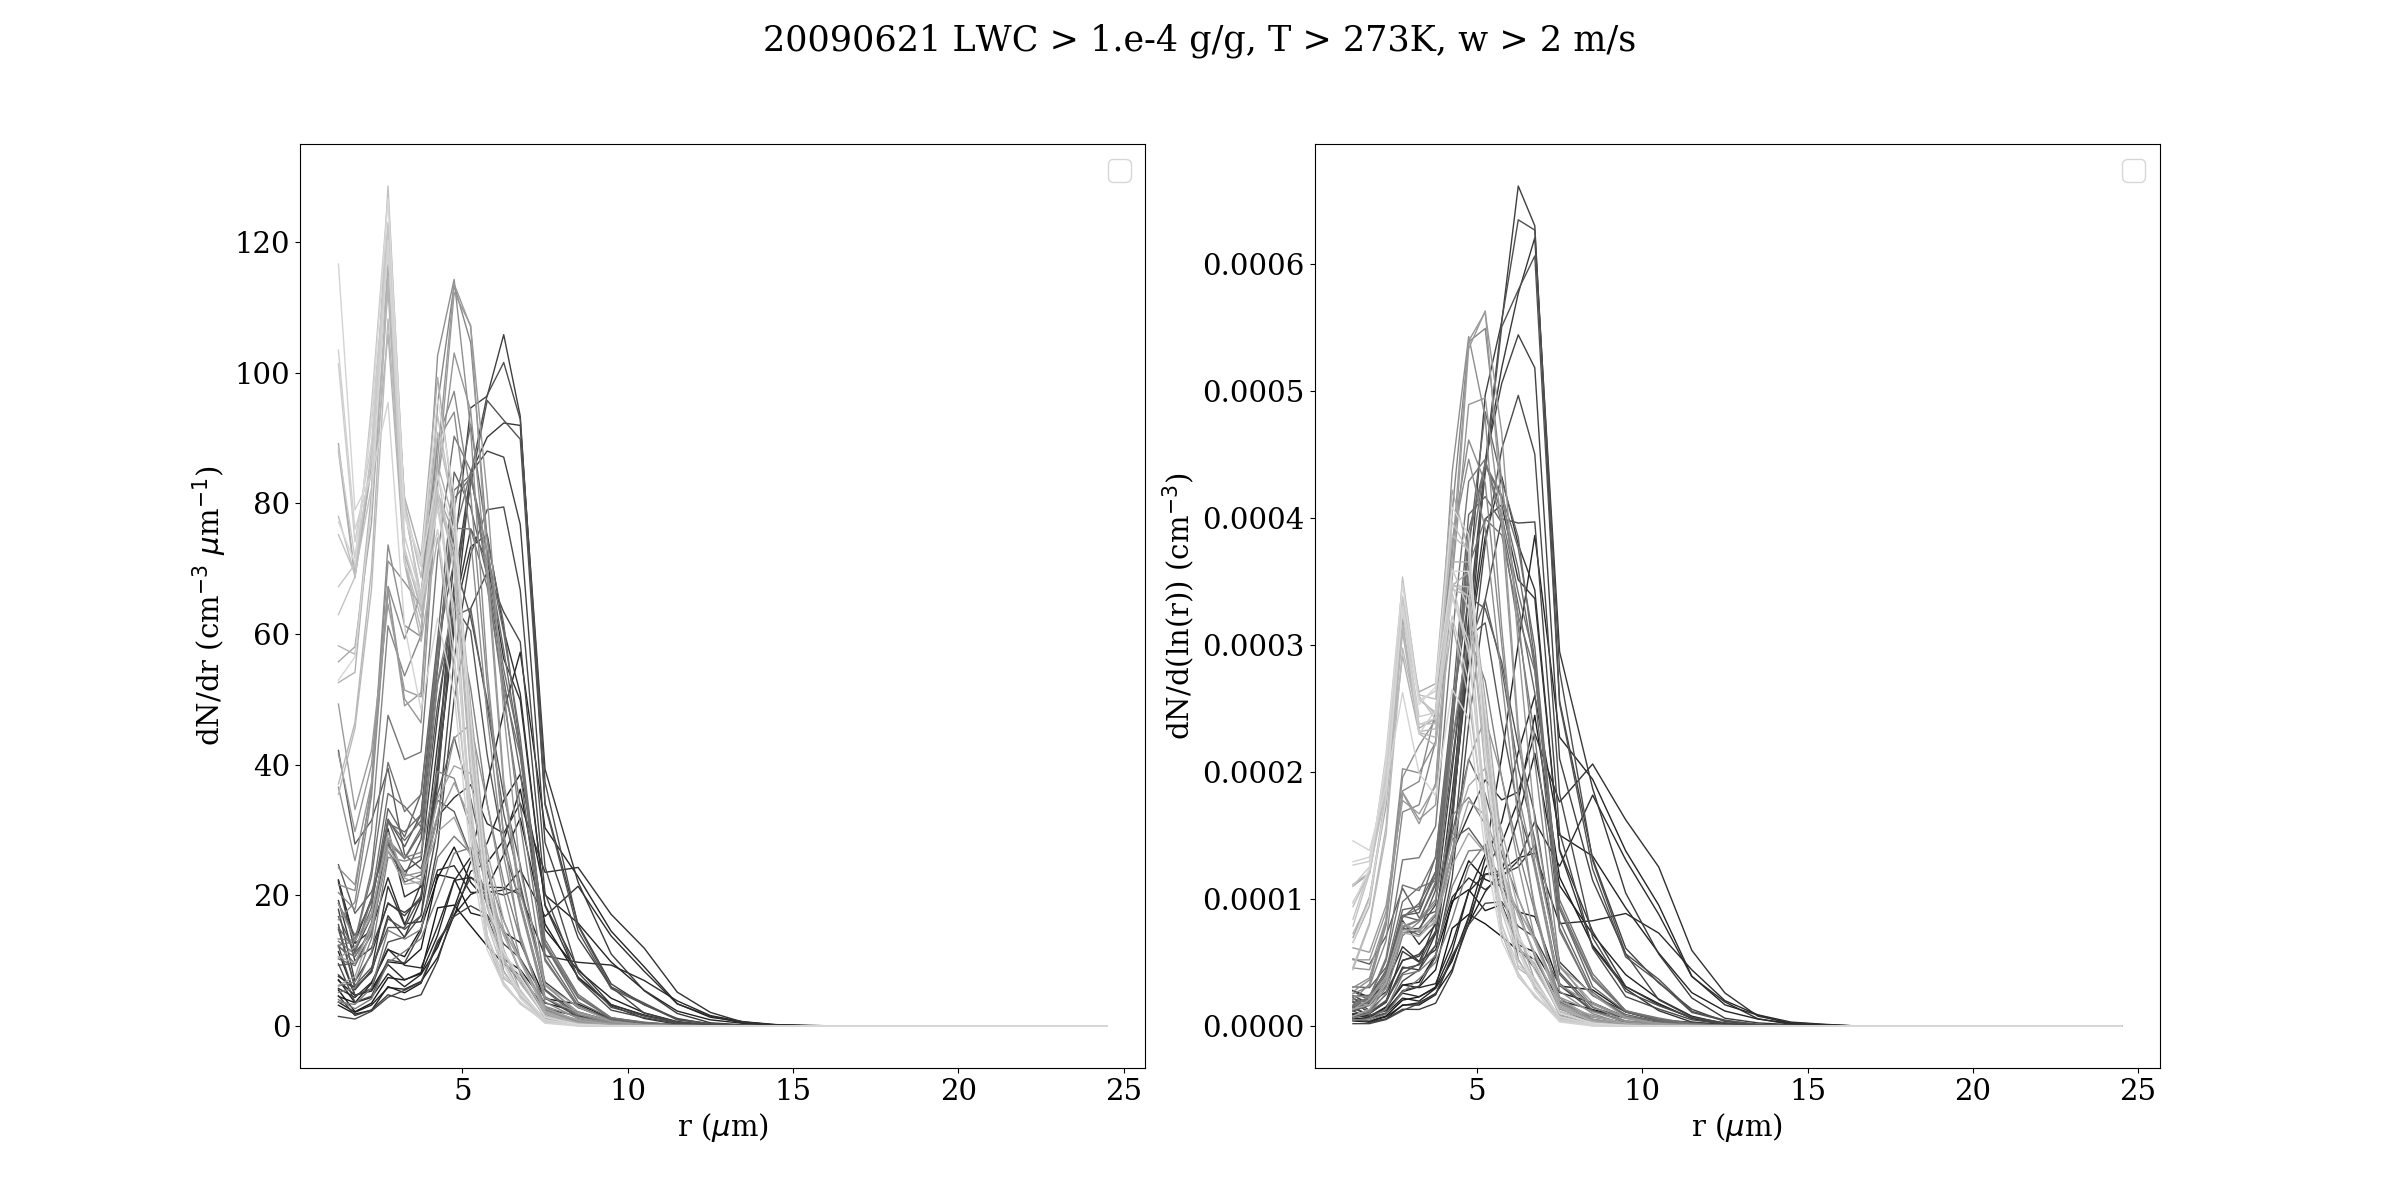 20090621 LWC > 1.e-4 g/g, T > 273K, w > 2 m/s
dN/dr (cm⁻³ μm⁻¹)
120
100
80
60
40
20
0
5 10 15 20 25
r (μm)
dN/d(ln(r)) (cm⁻³)
0.0006
0.0005
0.0004
0.0003
0.0002
0.0001
0.0000
5 10 15 20 25
r (μm)